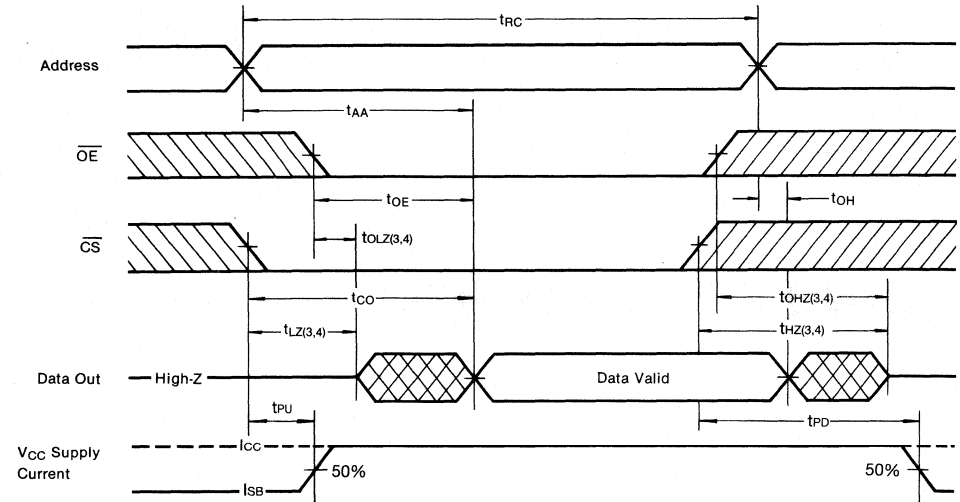 tRC
Address
tAA
OE
tOE
tOH
CS
tOLZ(3,4)
tCO
tOHZ(3,4)
tLZ(3,4)
tHZ(3,4)
Data Out
High-Z
Data Valid
tPU
tPD
VCC Supply
Current
ICC
50%
50%
ISB